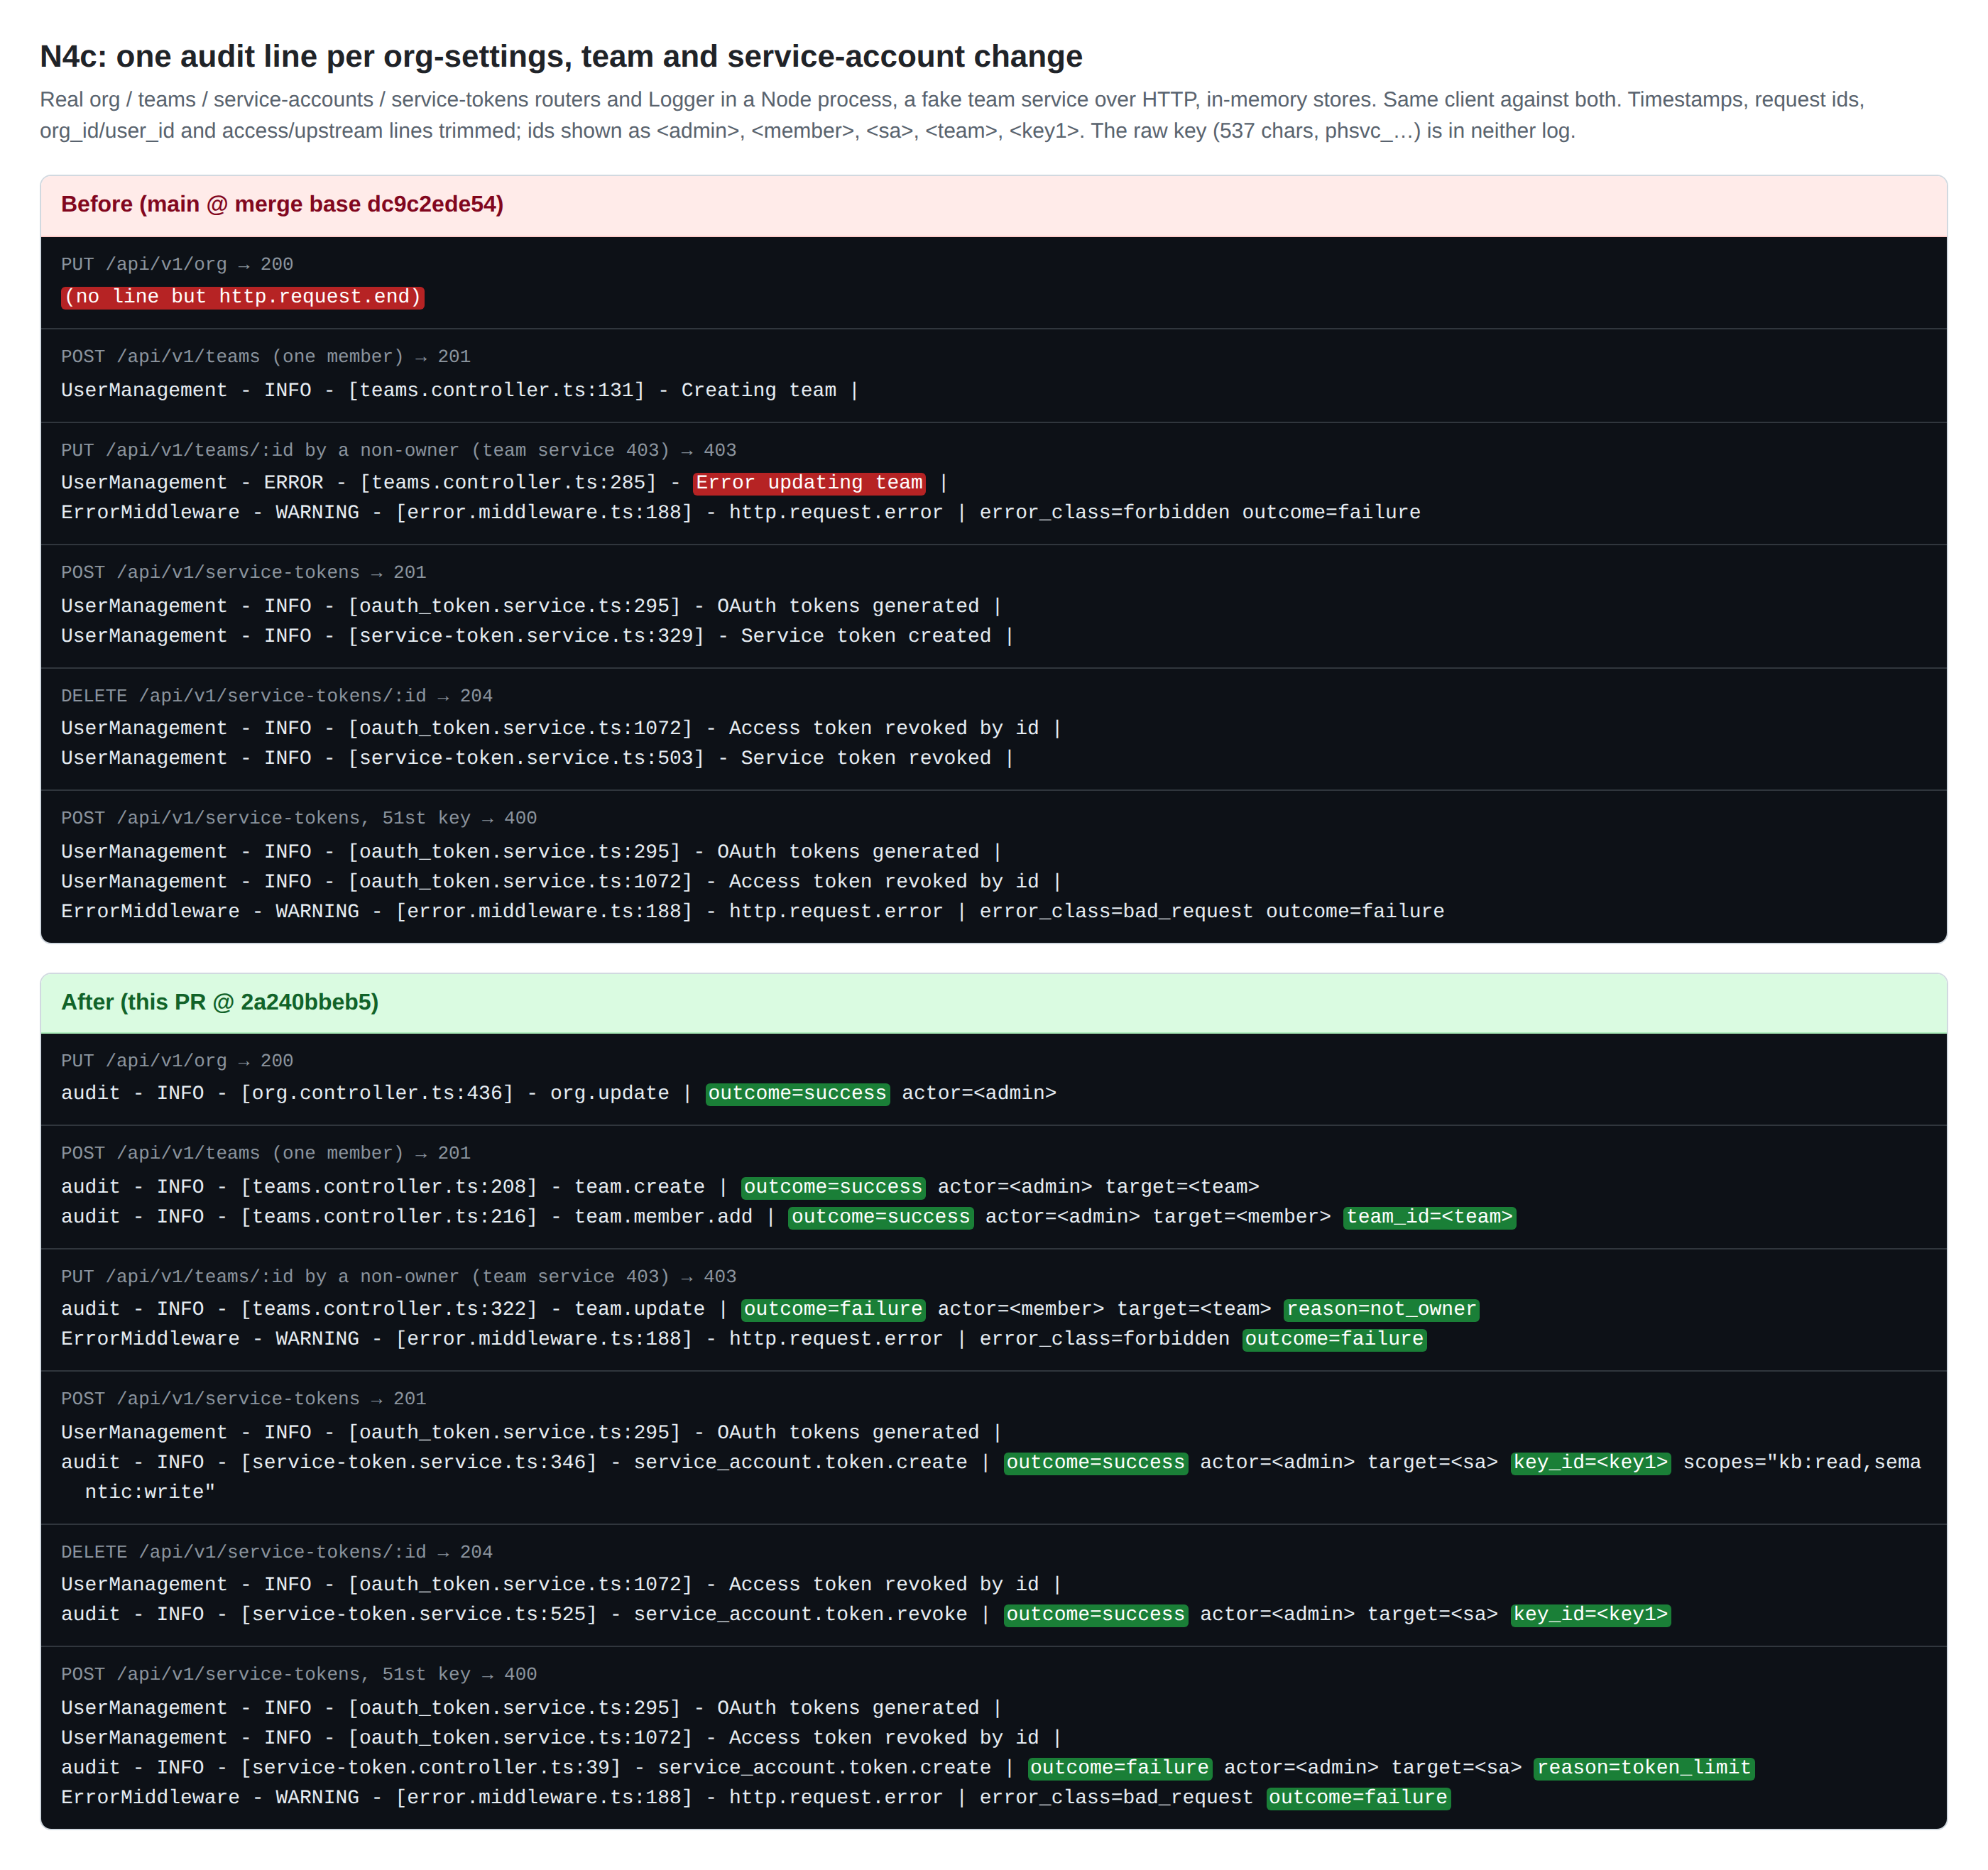 N4c: one audit line per org-settings, team and service-account change
Real org / teams / service-accounts / service-tokens routers and Logger in a Node process, a fake team service over HTTP, in-memory stores. Same client against both. Timestamps, request ids,
org_id/user_id and access/upstream lines trimmed; ids shown as <admin>, <member>, <sa>, <team>, <key1>. The raw key (537 chars, phsvc_…) is in neither log.
Before (main @ merge base dc9c2ede54)
PUT /api/v1/org → 200
(no line but http.request.end)
POST /api/v1/teams (one member) → 201
UserManagement - INFO - [teams.controller.ts:131] - Creating team |
PUT /api/v1/teams/:id by a non-owner (team service 403) → 403
UserManagement - ERROR - [teams.controller.ts:285] - Error updating team |
ErrorMiddleware - WARNING - [error.middleware.ts:188] - http.request.error | error_class=forbidden outcome=failure
POST /api/v1/service-tokens → 201
UserManagement - INFO - [oauth_token.service.ts:295] - OAuth tokens generated |
UserManagement - INFO - [service-token.service.ts:329] - Service token created |
DELETE /api/v1/service-tokens/:id → 204
UserManagement - INFO - [oauth_token.service.ts:1072] - Access token revoked by id |
UserManagement - INFO - [service-token.service.ts:503] - Service token revoked |
POST /api/v1/service-tokens, 51st key → 400
UserManagement - INFO - [oauth_token.service.ts:295] - OAuth tokens generated |
UserManagement - INFO - [oauth_token.service.ts:1072] - Access token revoked by id |
ErrorMiddleware - WARNING - [error.middleware.ts:188] - http.request.error | error_class=bad_request outcome=failure
After (this PR @ 2a240bbeb5)
PUT /api/v1/org → 200
audit - INFO - [org.controller.ts:436] - org.update | outcome=success actor=<admin>
POST /api/v1/teams (one member) → 201
audit - INFO - [teams.controller.ts:208] - team.create | outcome=success actor=<admin> target=<team>
audit - INFO - [teams.controller.ts:216] - team.member.add | outcome=success actor=<admin> target=<member> team_id=<team>
PUT /api/v1/teams/:id by a non-owner (team service 403) → 403
audit - INFO - [teams.controller.ts:322] - team.update | outcome=failure actor=<member> target=<team> reason=not_owner
ErrorMiddleware - WARNING - [error.middleware.ts:188] - http.request.error | error_class=forbidden outcome=failure
POST /api/v1/service-tokens → 201
UserManagement - INFO - [oauth_token.service.ts:295] - OAuth tokens generated |
audit - INFO - [service-token.service.ts:346] - service_account.token.create | outcome=success actor=<admin> target=<sa> key_id=<key1> scopes="kb:read,sema
ntic:write"
DELETE /api/v1/service-tokens/:id → 204
UserManagement - INFO - [oauth_token.service.ts:1072] - Access token revoked by id |
audit - INFO - [service-token.service.ts:525] - service_account.token.revoke | outcome=success actor=<admin> target=<sa> key_id=<key1>
POST /api/v1/service-tokens, 51st key → 400
UserManagement - INFO - [oauth_token.service.ts:295] - OAuth tokens generated |
UserManagement - INFO - [oauth_token.service.ts:1072] - Access token revoked by id |
audit - INFO - [service-token.controller.ts:39] - service_account.token.create | outcome=failure actor=<admin> target=<sa> reason=token_limit
ErrorMiddleware - WARNING - [error.middleware.ts:188] - http.request.error | error_class=bad_request outcome=failure